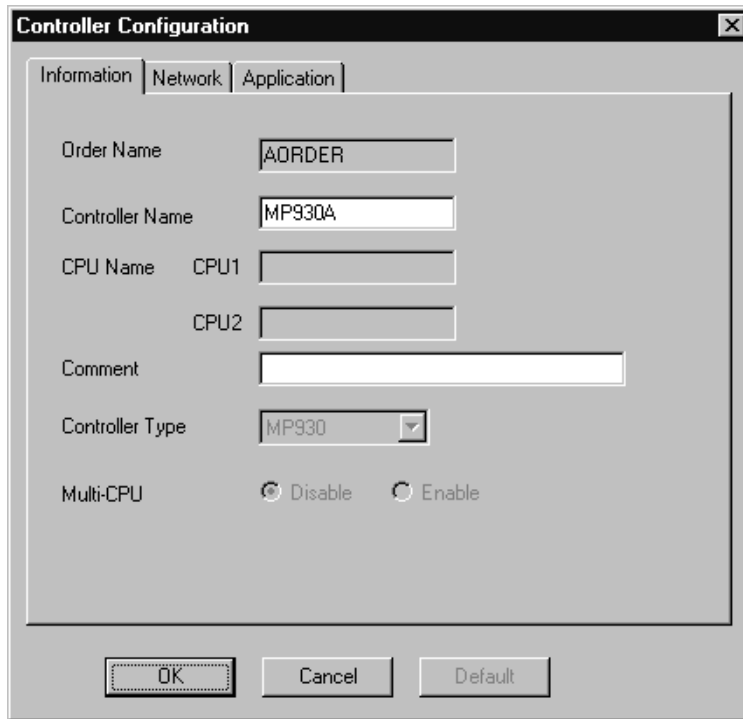 Controller Configuration
Information Network Application
Order Name AORDER
Controller Name MP930A
CPU Name CPU1
CPU2
Comment
Controller Type MP930
Multi-CPU Disable Enable
OK Cancel Default